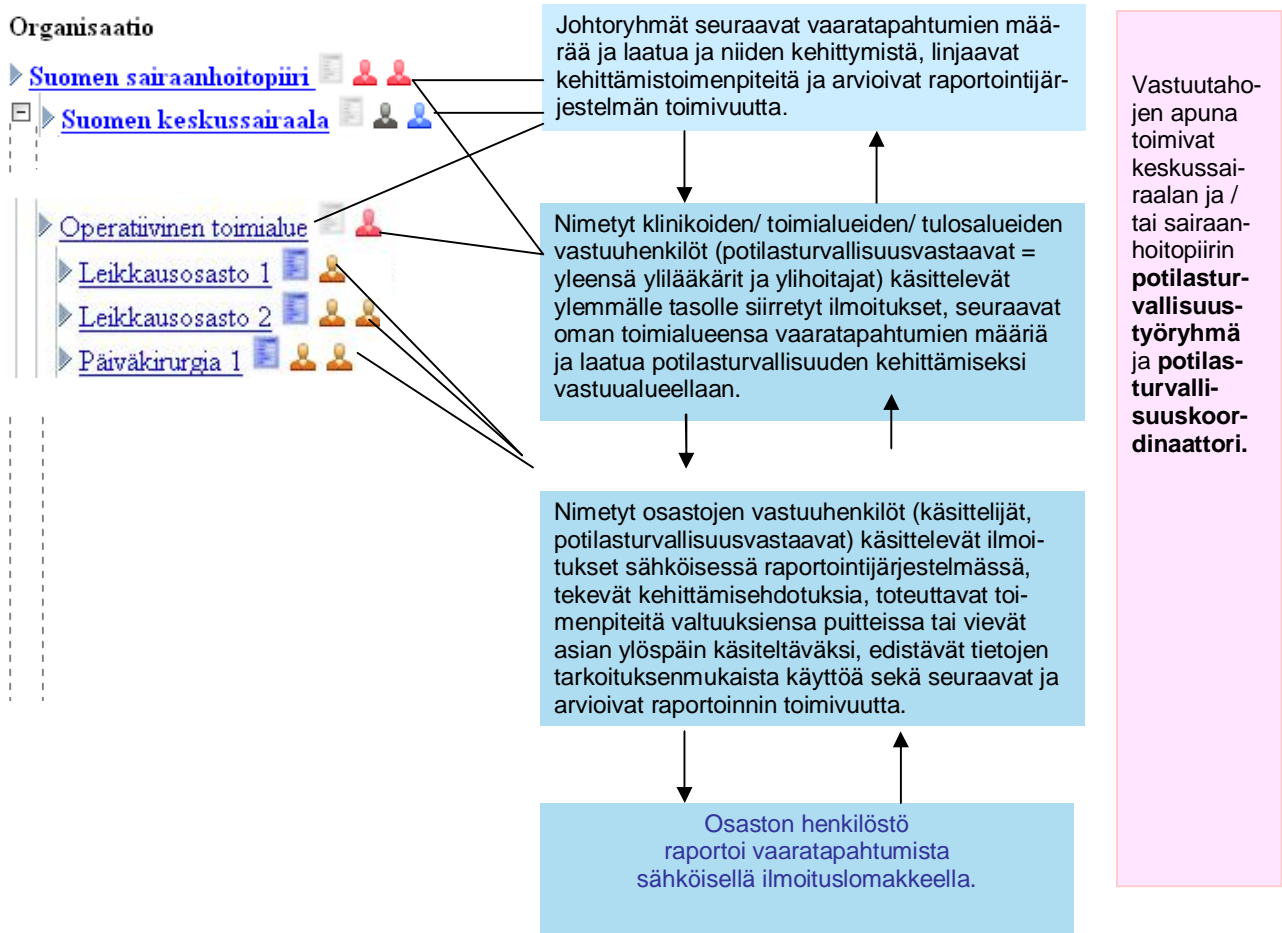 Organisaatio
Suomen sairaanhoitopiiri
Suomen keskussairaala
Operatiivinen toimialue
Leikkausosasto 1
Leikkausosasto 2
Päiväkirurgia 1
Johtoryhmät seuraavat vaaratapahtumien mää-
rää ja laatua ja niiden kehittymistä, linjaavat
kehittämistoimenpiteitä ja arvioivat raportointijär-
jestelmän toimivuutta.
Nimetyt klinikoiden/ toimialueiden/ tulosalueiden
vastuuhenkilöt (potilasturvallisuusvastaavat =
yleensä ylilääkärit ja ylihoitajat) käsittelevät
ylemmälle tasolle siirretyt ilmoitukset, seuraavat
oman toimialueensa vaaratapahtumien määriä
ja laatua potilasturvallisuuden kehittämiseksi
vastuualueellaan.
Nimetyt osastojen vastuuhenkilöt (käsittelijät,
potilasturvallisuusvastaavat) käsittelevät ilmoi-
tukset sähköisessä raportointijärjestelmässä,
tekevät kehittämisehdotuksia, toteuttavat toi-
menpiteitä valtuuksiensa puitteissa tai vievät
asian ylöspäin käsiteltäväksi, edistävät tietojen
tarkoituksenmukaista käyttöä sekä seuraavat ja
arvioivat raportoinnin toimivuutta.
Osaston henkilöstö
raportoi vaaratapahtumista
sähköisellä ilmoituslomakkeella.
Vastuutaho-
jen apuna
toimivat
keskussai-
raalan ja /
tai sairaan-
hoitopiirin
potilastur-
vallisuus-
työryhmä
ja potilas-
turvalli-
suuskoor-
dinaattori.